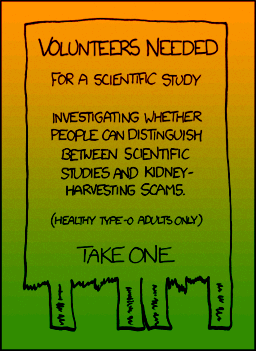 VOLUNTEERS NEEDED
FOR A SCIENTIFIC STUDY
INVESTIGATING WHETHER
PEOPLE CAN DISTINGUISH
BETWEEN SCIENTIFIC
STUDIES AND KIDNEY-
HARVESTING SCAMS.
(HEALTHY TYPE-O ADULTS ONLY)
TAKE ONE